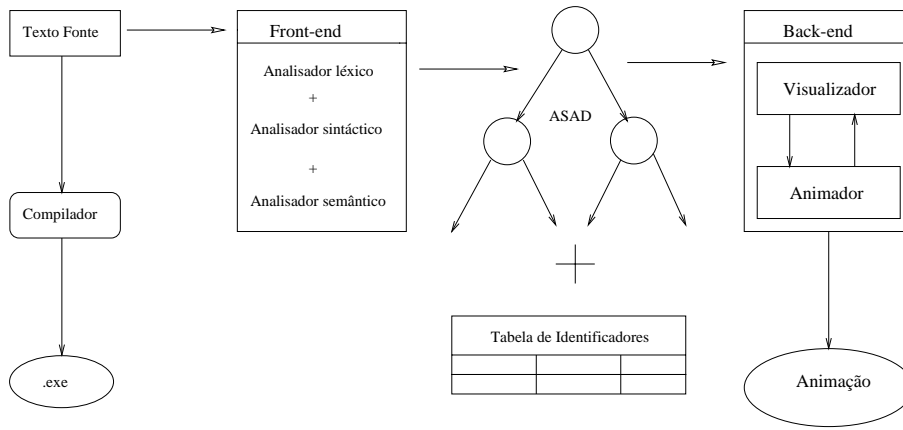 Texto Fonte
Compilador
.exe
Front-end
Analisador léxico
+
Analisador sintáctico
+
Analisador semântico
ASAD
Tabela de Identificadores
Back-end
Visualizador
Animador
Animação